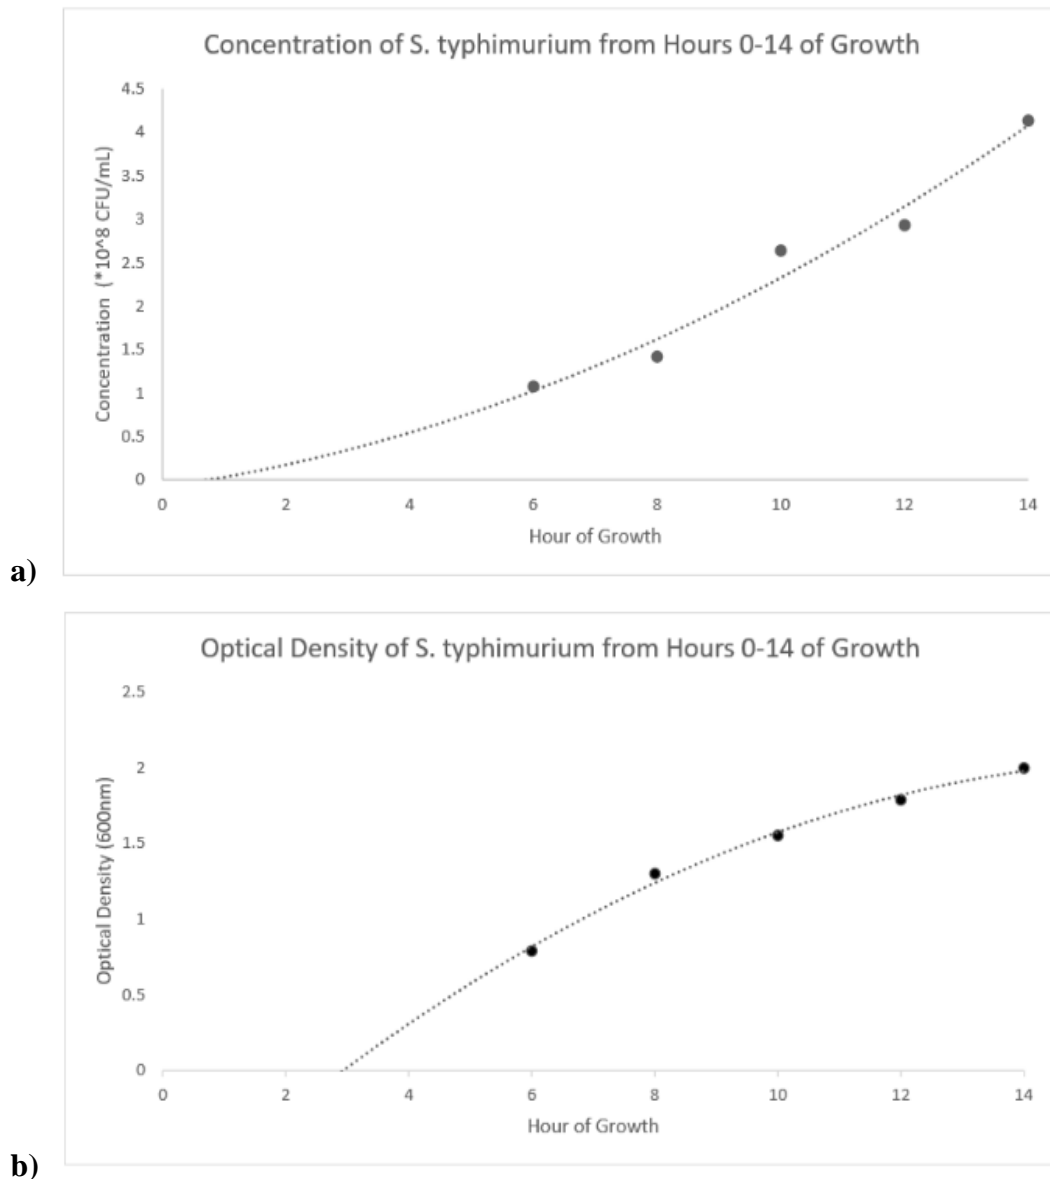 Concentration of S. typhimurium from Hours 0-14 of Growth
Concentration (*10^8 CFU/mL)
4.5
4
3.5
3
2.5
2
1.5
1
0.5
0
0 2 4 6 8 10 12 14
Hour of Growth
a)
Optical Density of S. typhimurium from Hours 0-14 of Growth
Optical Density (600nm)
2.5
2
1.5
1
0.5
0
0 2 4 6 8 10 12 14
Hour of Growth
b)